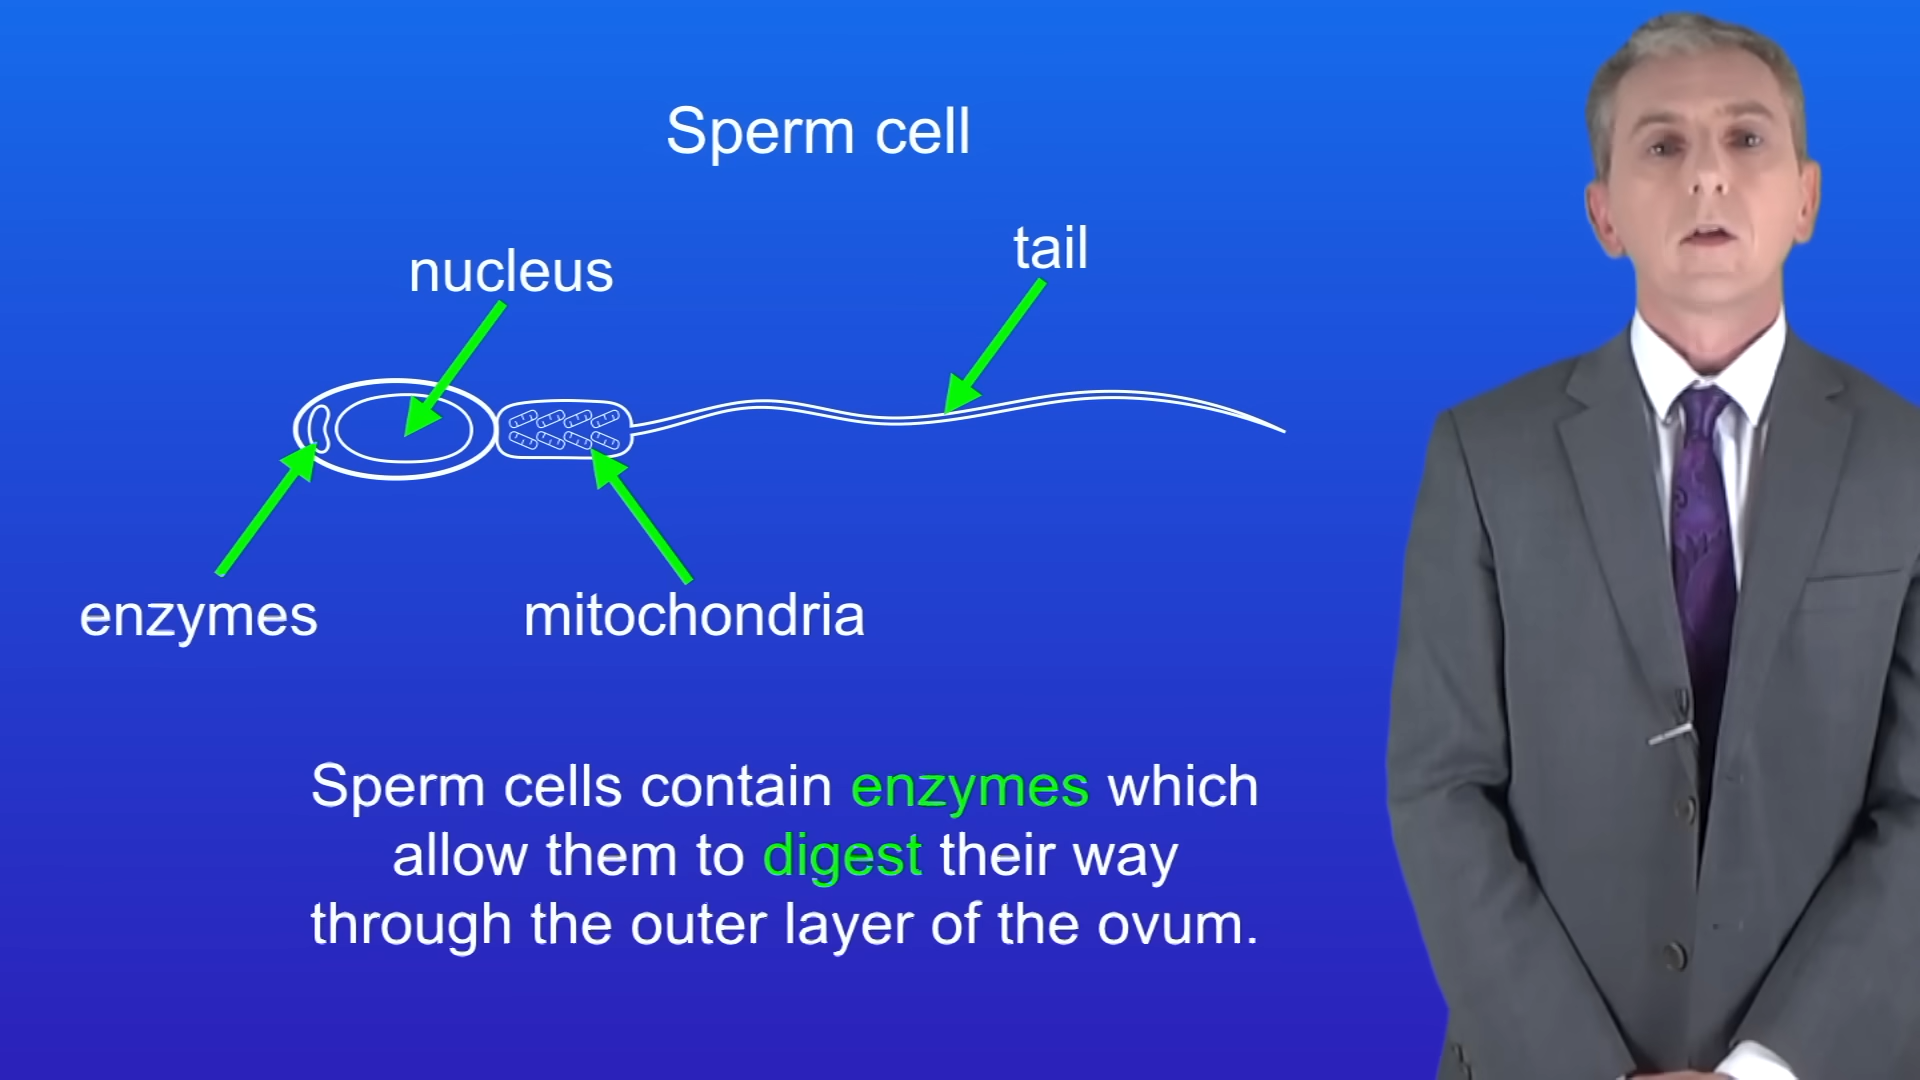 Sperm cell
nucleus
tail
enzymes
mitochondria
Sperm cells contain enzymes which
allow them to digest their way
through the outer layer of the ovum.